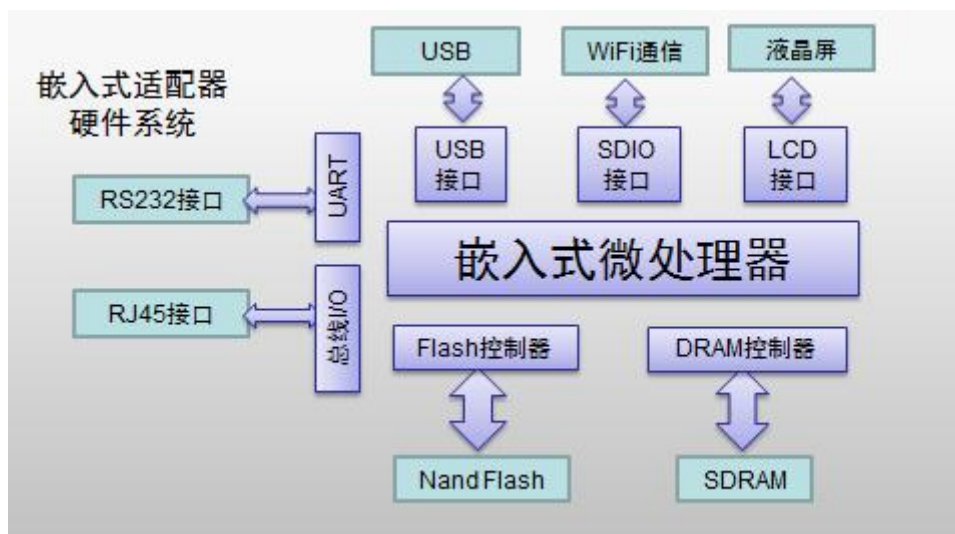 嵌入式适配器
硬件系统
USB
WiFi通信
液晶屏
USB
接口
SDIO
接口
LCD
接口
UART
RS232接口
嵌入式微处理器
总线I/O
RJ45接口
Flash控制器
DRAM控制器
Nand Flash
SDRAM